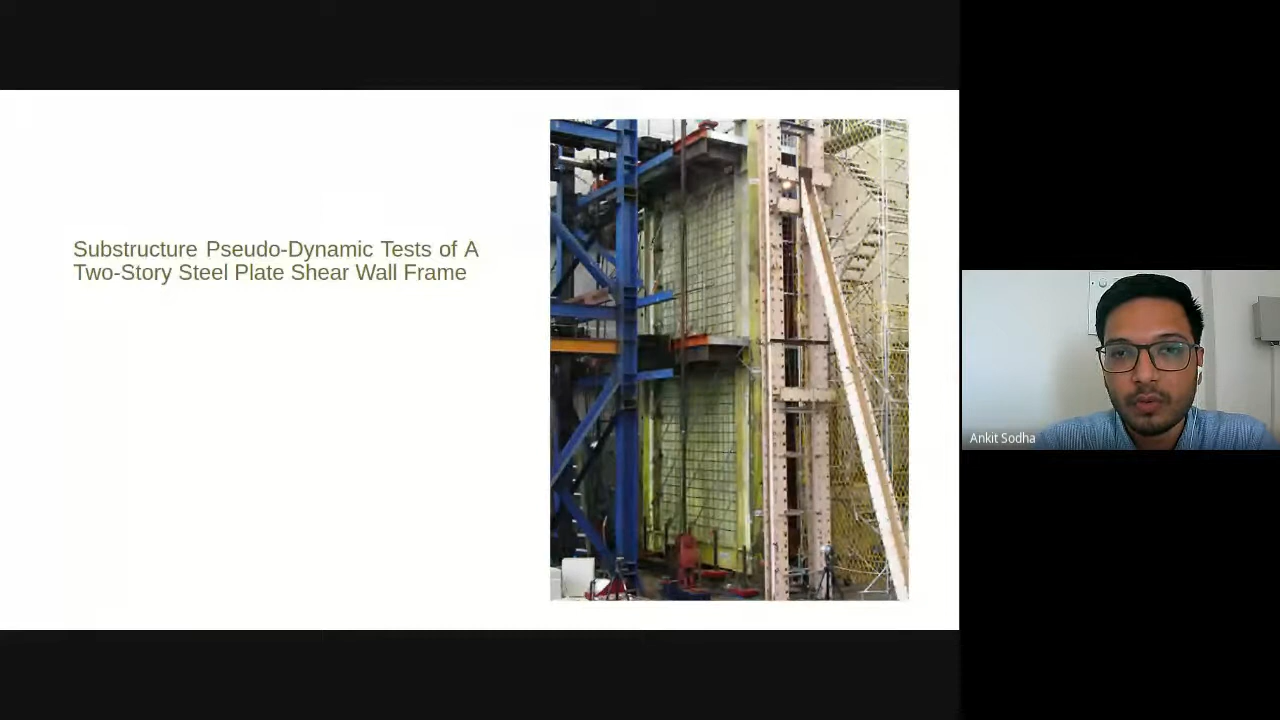 Substructure Pseudo-Dynamic Tests of A
Two-Story Steel Plate Shear Wall Frame
Ankit Sodha